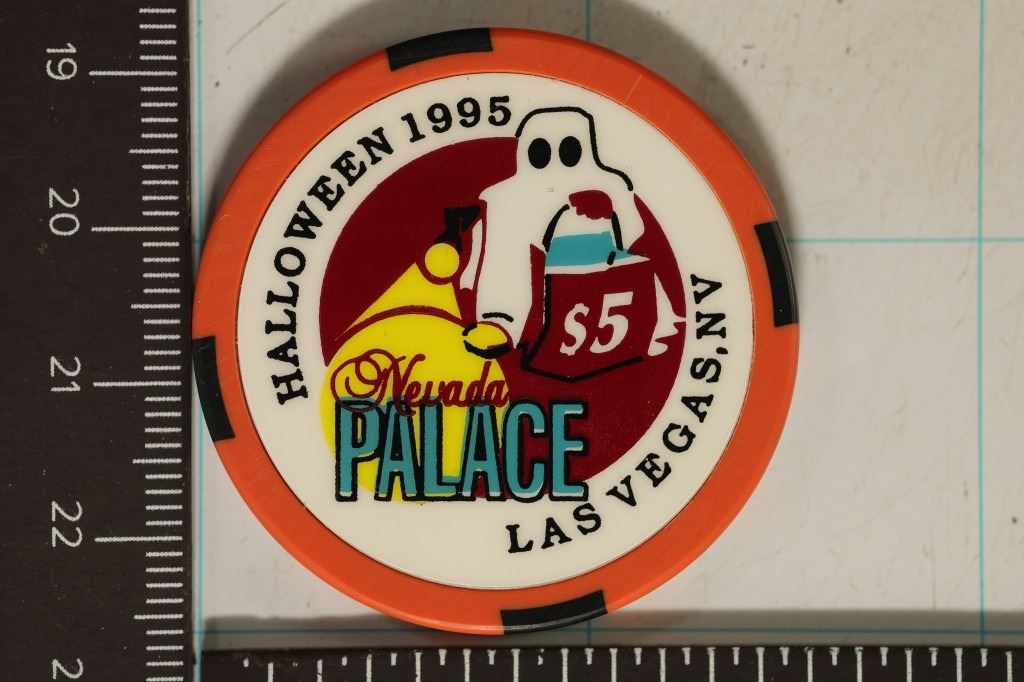 HALLOWEEN 1995
$5
Nevada
PALACE
LAS VEGAS, NV
19
20
21
22